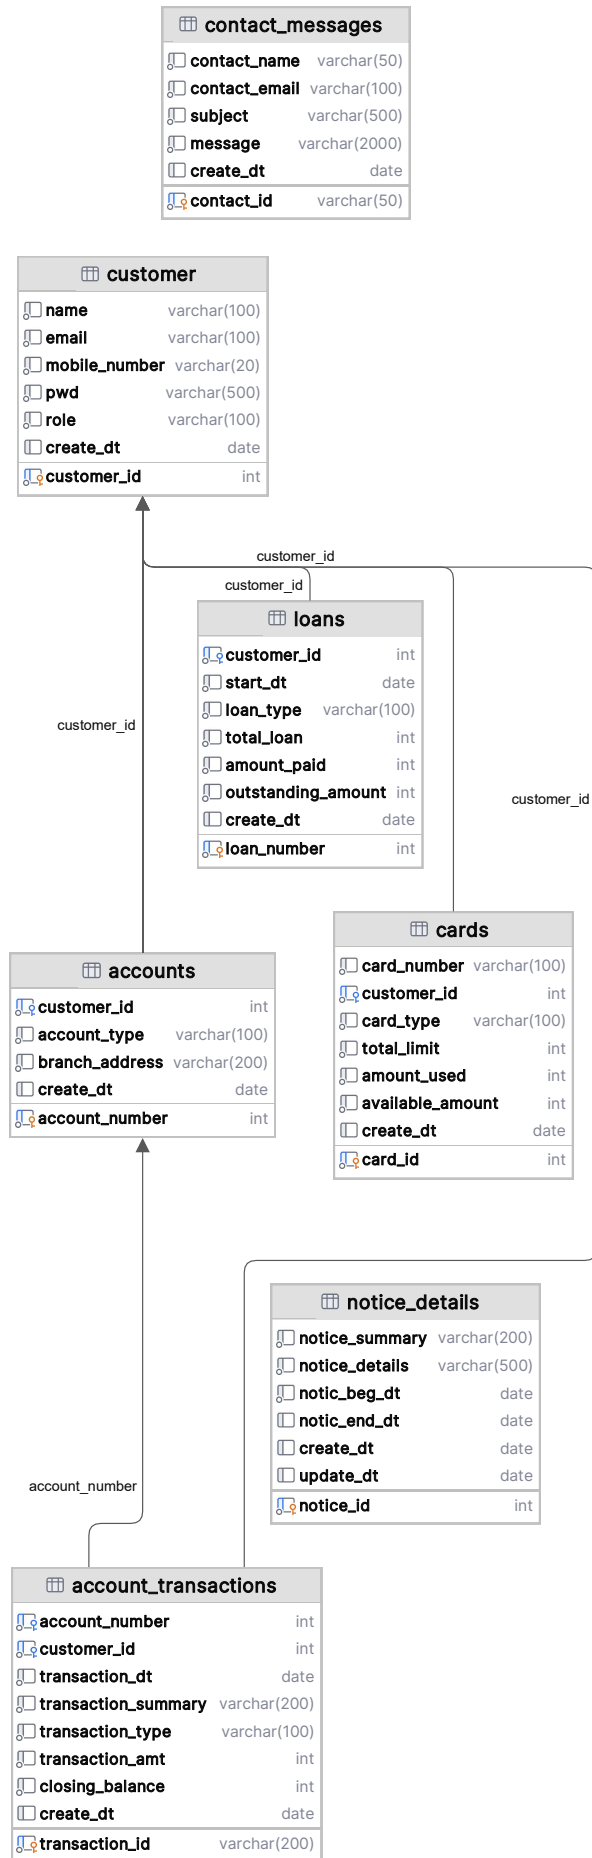 contact_messages
contact_name varchar(50)
contact_email varchar(100)
subject varchar(500)
message varchar(2000)
create_dt date
contact_id varchar(50)
customer
name varchar(100)
email varchar(100)
mobile_number varchar(20)
pwd varchar(500)
role varchar(100)
create_dt date
customer_id int
customer_id
customer_id
loans
customer_id int
start_dt date
loan_type varchar(100)
total_loan int
amount_paid int
outstanding_amount int
create_dt date
loan_number int
customer_id
customer_id
cards
card_number varchar(100)
customer_id int
card_type varchar(100)
total_limit int
amount_used int
available_amount int
create_dt date
card_id int
accounts
customer_id int
account_type varchar(100)
branch_address varchar(200)
create_dt date
account_number int
notice_details
notice_summary varchar(200)
notice_details varchar(500)
notic_beg_dt date
notic_end_dt date
create_dt date
update_dt date
notice_id int
account_number
account_transactions
account_number int
customer_id int
transaction_dt date
transaction_summary varchar(200)
transaction_type varchar(100)
transaction_amt int
closing_balance int
create_dt date
transaction_id varchar(200)